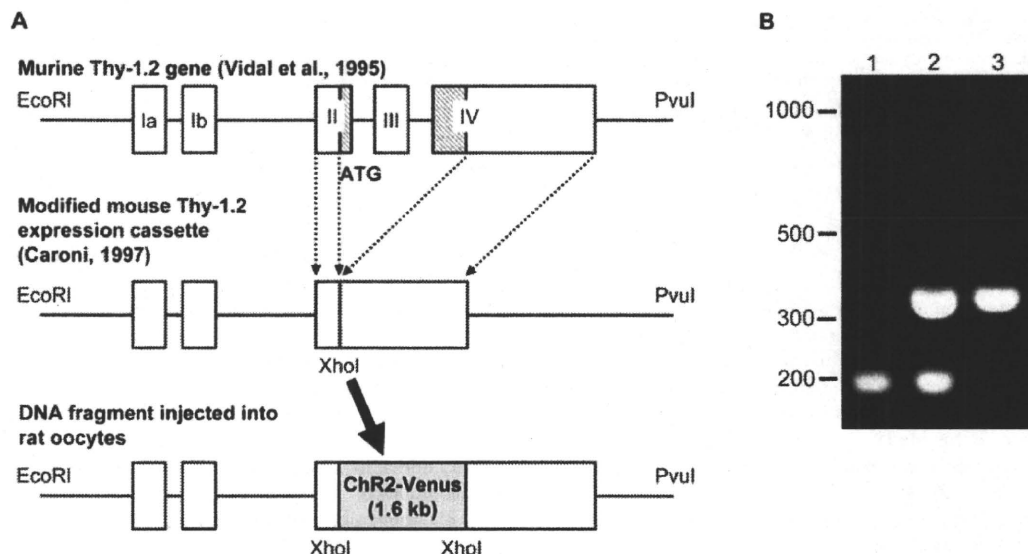 A
Murine Thy-1.2 gene (Vidal et al., 1995)
EcoRI
Ia
Ib
II
III
IV
PvuI
ATG
Modified mouse Thy-1.2
expression cassette
(Caroni, 1997)
EcoRI
PvuI
XhoI
DNA fragment injected into
rat oocytes
EcoRI
ChR2-Venus
(1.6 kb)
PvuI
XhoI
XhoI
B
1 2 3
1000
500
300
200